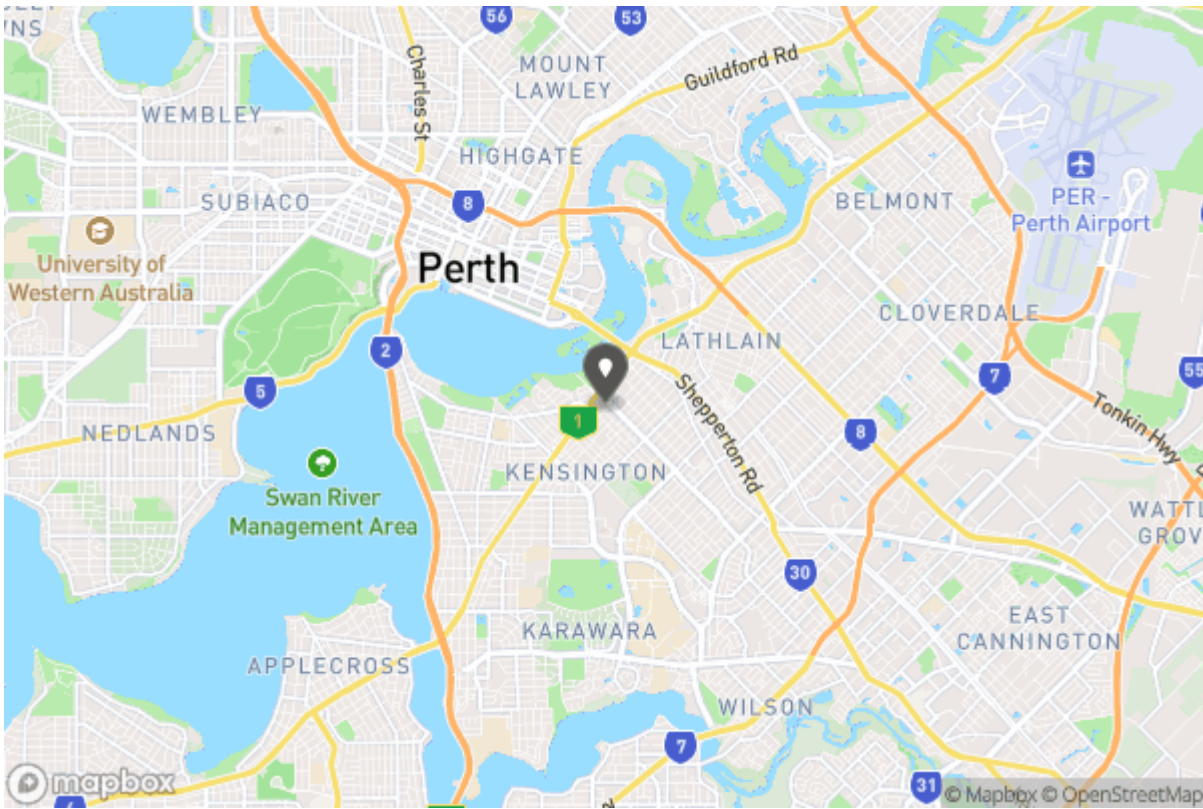 56
53
MOUNT
LAWLEY
Guildford Rd
Charles St
WEMBLEY
HIGHGATE
SUBIACO
8
BELMONT
PER -
Perth Airport
University of
Western Australia
Perth
CLOVERDALE
LATHLAIN
2
5
7
55
Shepperton Rd
Tonkin Hwy
1
8
NEDLANDS
KENSINGTON
Swan River
Management Area
30
EAST
CANNINGTON
KARAWARA
APPLECROSS
WILSON
7
31
mapbox
© Mapbox © OpenStreetMap